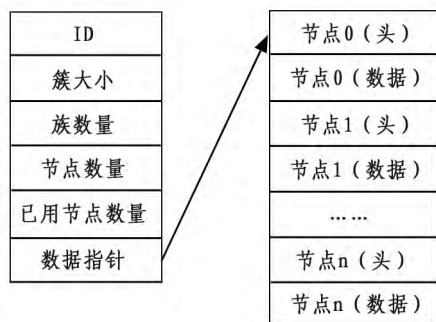 ID
簇大小
族数量
节点数量
已用节点数量
数据指针
节点0（头）
节点0（数据）
节点1（头）
节点1（数据）
……
节点n（头）
节点n（数据）